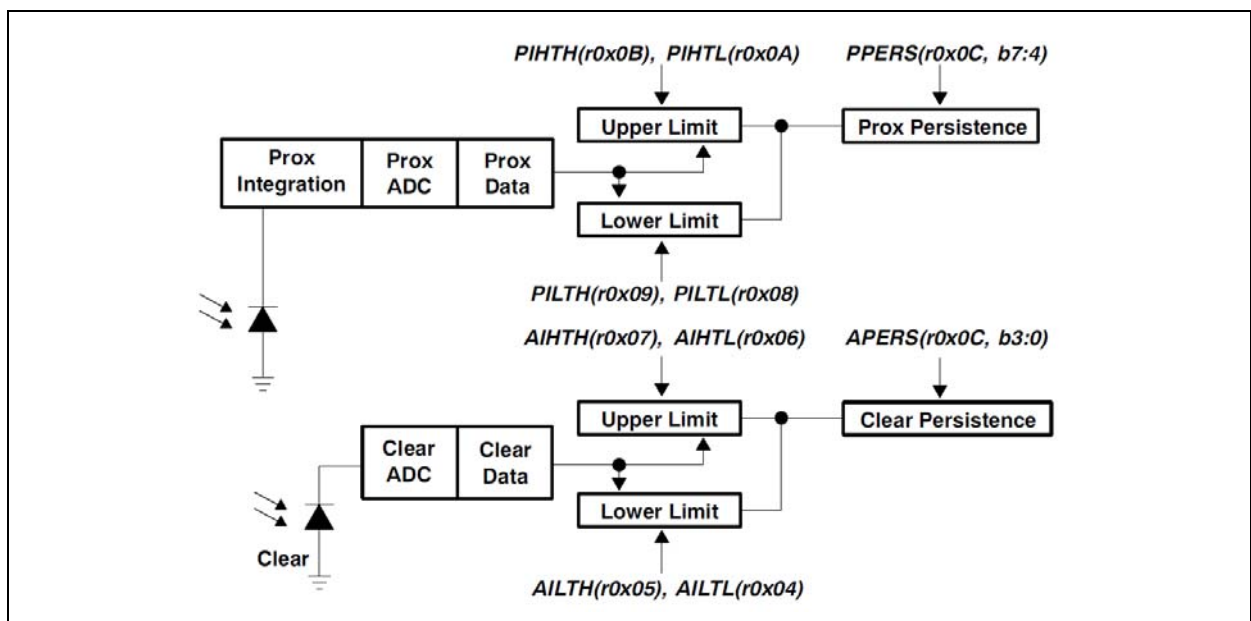 PIHTH(r0x0B), PIHTL(r0x0A)
PPERS(r0x0C, b7:4)
Upper Limit
Prox Persistence
Prox
Integration
Prox
ADC
Prox
Data
Lower Limit
PILTH(r0x09), PILTL(r0x08)
AIHTH(r0x07), AIHTL(r0x06)
APERS(r0x0C, b3:0)
Upper Limit
Clear Persistence
Clear
ADC
Clear
Data
Lower Limit
Clear
AILTH(r0x05), AILTL(r0x04)